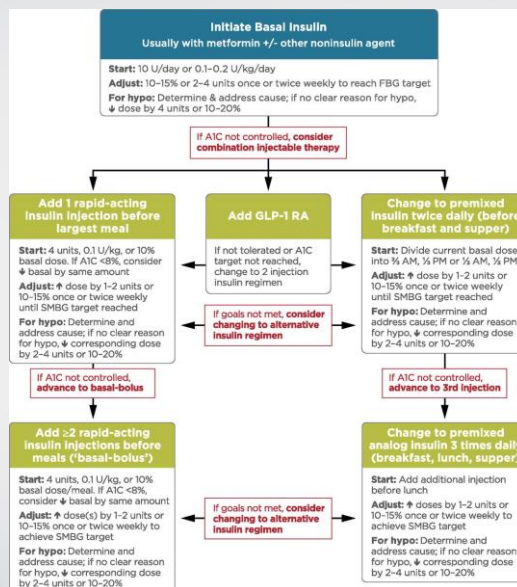 Initiate Basal Insulin
Usually with metformin +/- other noninsulin agent
Start: 10 U/day or 0.1–0.2 U/kg/day
Adjust: 10–15% or 2–4 units once or twice weekly to reach FBG target
For hypo: Determine & address cause; if no clear reason for hypo,
↓ dose by 4 units or 10–20%
If A1C not controlled, consider
combination injectable therapy
Add 1 rapid-acting
insulin injection before
largest meal
Start: 4 units, 0.1 U/kg, or 10%
basal dose. If A1C <8%, consider
↓ basal by same amount
Adjust: ↑ dose by 1–2 units or
10–15% once or twice weekly
until SMBG target reached
For hypo: Determine and
address cause; if no clear reason
for hypo, ↓ corresponding dose
by 2–4 units or 10–20%
Add GLP-1 RA
If not tolerated or A1C
target not reached,
change to 2 injection
insulin regimen
If goals not met, consider
changing to alternative
insulin regimen
Change to premixed
insulin twice daily (before
breakfast and supper)
Start: Divide current basal dose
into ⅔ AM, ⅓ PM or ½ AM, ½ PM
Adjust: ↑ dose by 1–2 units or
10–15% once or twice weekly
until SMBG target reached
For hypo: Determine and
address cause; if no clear reason
for hypo, ↓ corresponding dose
by 2–4 units or 10–20%
If A1C not controlled,
advance to basal-bolus
If A1C not controlled,
advance to 3rd injection
Add ≥2 rapid-acting
insulin injections before
meals ('basal-bolus')
Start: 4 units, 0.1 U/kg, or 10%
basal dose/meal. If A1C <8%,
consider ↓ basal by same amount
Adjust: ↑ dose(s) by 1–2 units or
10–15% once or twice weekly to
achieve SMBG target
For hypo: Determine and
address cause; if no clear reason
for hypo, ↓ corresponding dose
by 2–4 units or 10–20%
If goals not met, consider
changing to alternative
insulin regimen
Change to premixed
analog insulin 3 times daily
(breakfast, lunch, supper)
Start: Add additional injection
before lunch
Adjust: ↑ doses by 1–2 units or
10–15% once or twice weekly to
achieve SMBG target
For hypo: Determine and
address cause; if no clear reason
for hypo, ↓ corresponding dose
by 2–4 units or 10–20%